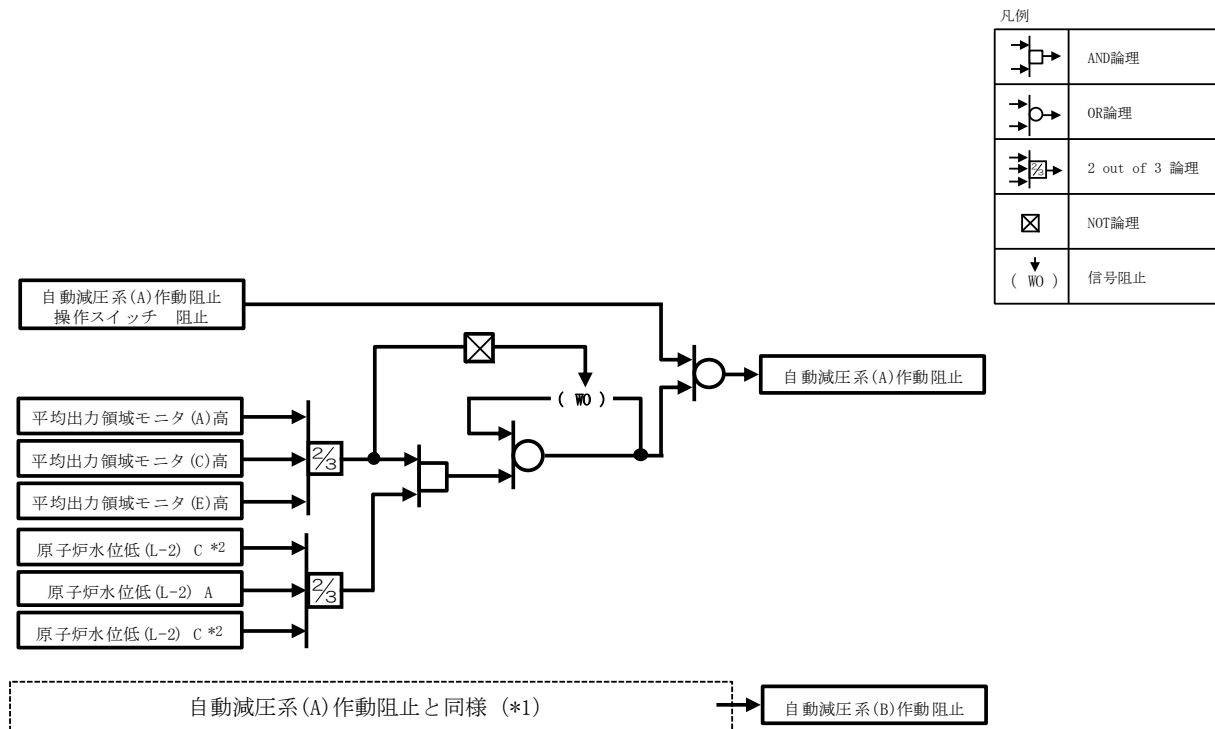 凡例
AND論理
OR論理
2/3
2 out of 3 論理
NOT論理
( WO )
信号阻止
自動減圧系(A)作動阻止
操作スイッチ 阻止
自動減圧系(A)作動阻止
( WO )
平均出力領域モニタ(A)高
平均出力領域モニタ(C)高
2/3
平均出力領域モニタ(E)高
原子炉水位低(L-2) C *2
原子炉水位低(L-2) A
2/3
原子炉水位低(L-2) C *2
自動減圧系(A)作動阻止と同様 (*1)
自動減圧系(B)作動阻止